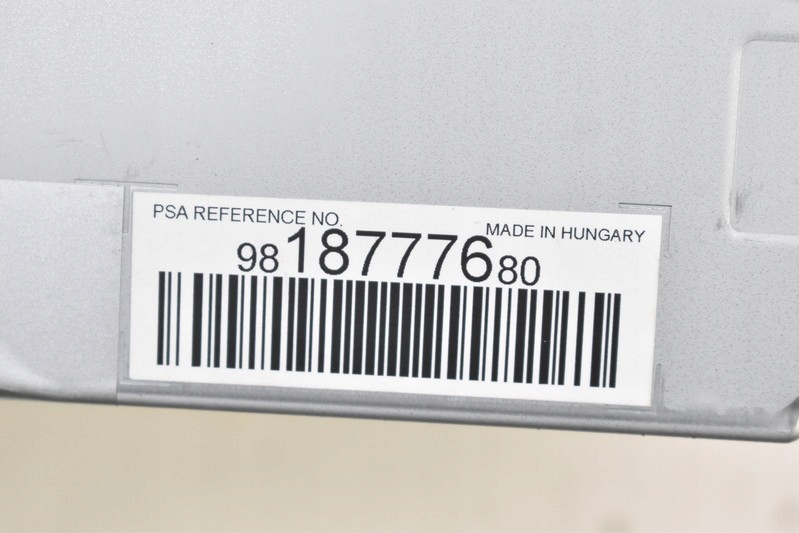 PSA REFERENCE NO.
MADE IN HUNGARY
9818777680